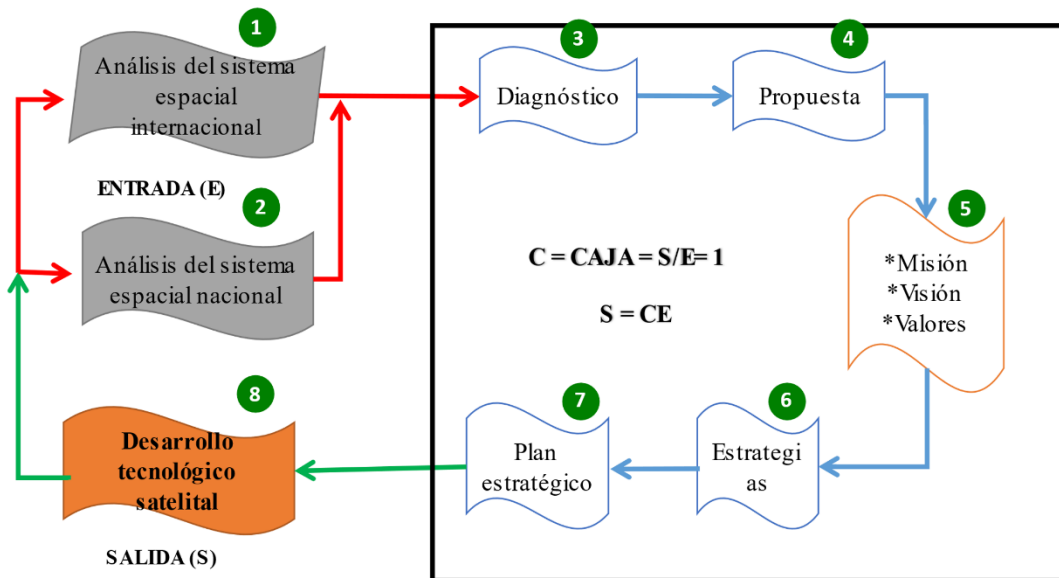 1
Análisis del sistema
espacial
internacional
ENTRADA (E)
2
Análisis del sistema
espacial nacional
3
Diagnóstico
4
Propuesta
5
*Misión
*Visión
*Valores
C = CAJA = S/E= 1
S = CE
6
Estrategi
as
7
Plan
estratégico
8
Desarrollo
tecnológico
satelital
SALIDA (S)